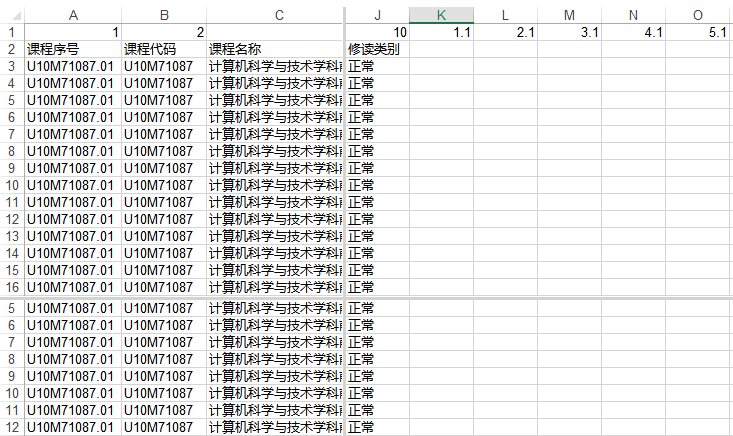 A B C J K L M N O
1 1 2 10 1.1 2.1 3.1 4.1 5.1
2 课程序号 课程代码 课程名称 修读类别
3 U10M71087.01 U10M71087 计算机科学与技术学科 正常
4 U10M71087.01 U10M71087 计算机科学与技术学科 正常
5 U10M71087.01 U10M71087 计算机科学与技术学科 正常
6 U10M71087.01 U10M71087 计算机科学与技术学科 正常
7 U10M71087.01 U10M71087 计算机科学与技术学科 正常
8 U10M71087.01 U10M71087 计算机科学与技术学科 正常
9 U10M71087.01 U10M71087 计算机科学与技术学科 正常
10 U10M71087.01 U10M71087 计算机科学与技术学科 正常
11 U10M71087.01 U10M71087 计算机科学与技术学科 正常
12 U10M71087.01 U10M71087 计算机科学与技术学科 正常
13 U10M71087.01 U10M71087 计算机科学与技术学科 正常
14 U10M71087.01 U10M71087 计算机科学与技术学科 正常
15 U10M71087.01 U10M71087 计算机科学与技术学科 正常
16 U10M71087.01 U10M71087 计算机科学与技术学科 正常
5 U10M71087.01 U10M71087 计算机科学与技术学科 正常
6 U10M71087.01 U10M71087 计算机科学与技术学科 正常
7 U10M71087.01 U10M71087 计算机科学与技术学科 正常
8 U10M71087.01 U10M71087 计算机科学与技术学科 正常
9 U10M71087.01 U10M71087 计算机科学与技术学科 正常
10 U10M71087.01 U10M71087 计算机科学与技术学科 正常
11 U10M71087.01 U10M71087 计算机科学与技术学科 正常
12 U10M71087.01 U10M71087 计算机科学与技术学科 正常